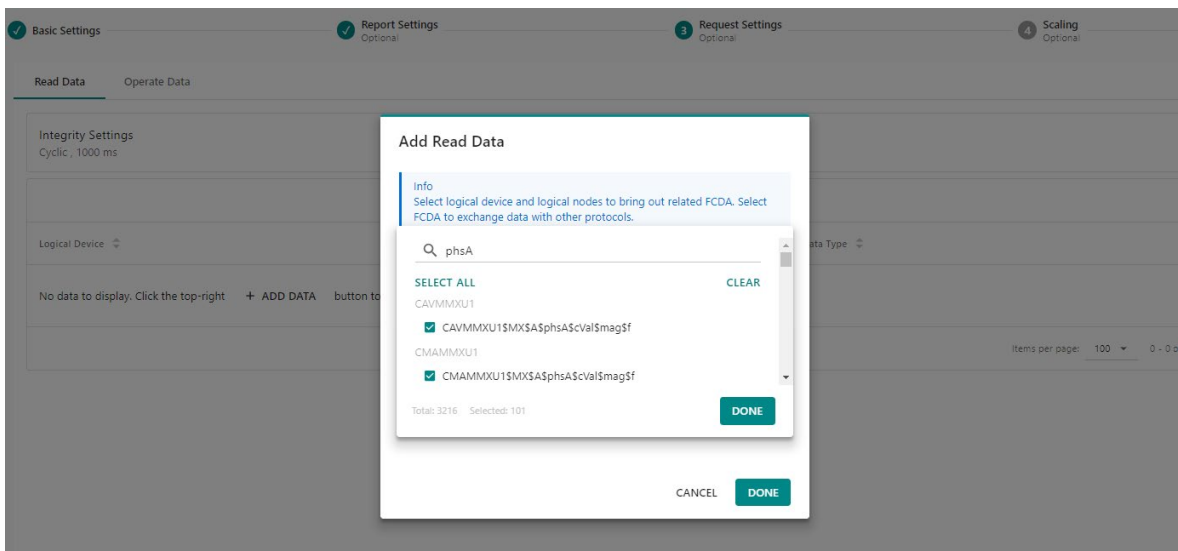 Basic Settings
Report Settings
Optional
3
Request Settings
Optional
4
Scaling
Optional
Read Data
Operate Data
Integrity Settings
Cyclic , 1000 ms
Add Read Data
Info
Select logical device and logical nodes to bring out related FCDA. Select
FCDA to exchange data with other protocols.
Logical Device
ata Type
phsA
SELECT ALL
CLEAR
CAVMMXU1
CAVMMXU1$MX$A$phsA$cVal$mag$f
CMAMMXU1
CMAMMXU1$MX$A$phsA$cVal$mag$f
No data to display. Click the top-right + ADD DATA button to
Items per page: 100
0 - 0 o
Total: 3216 Selected: 101
DONE
CANCEL
DONE